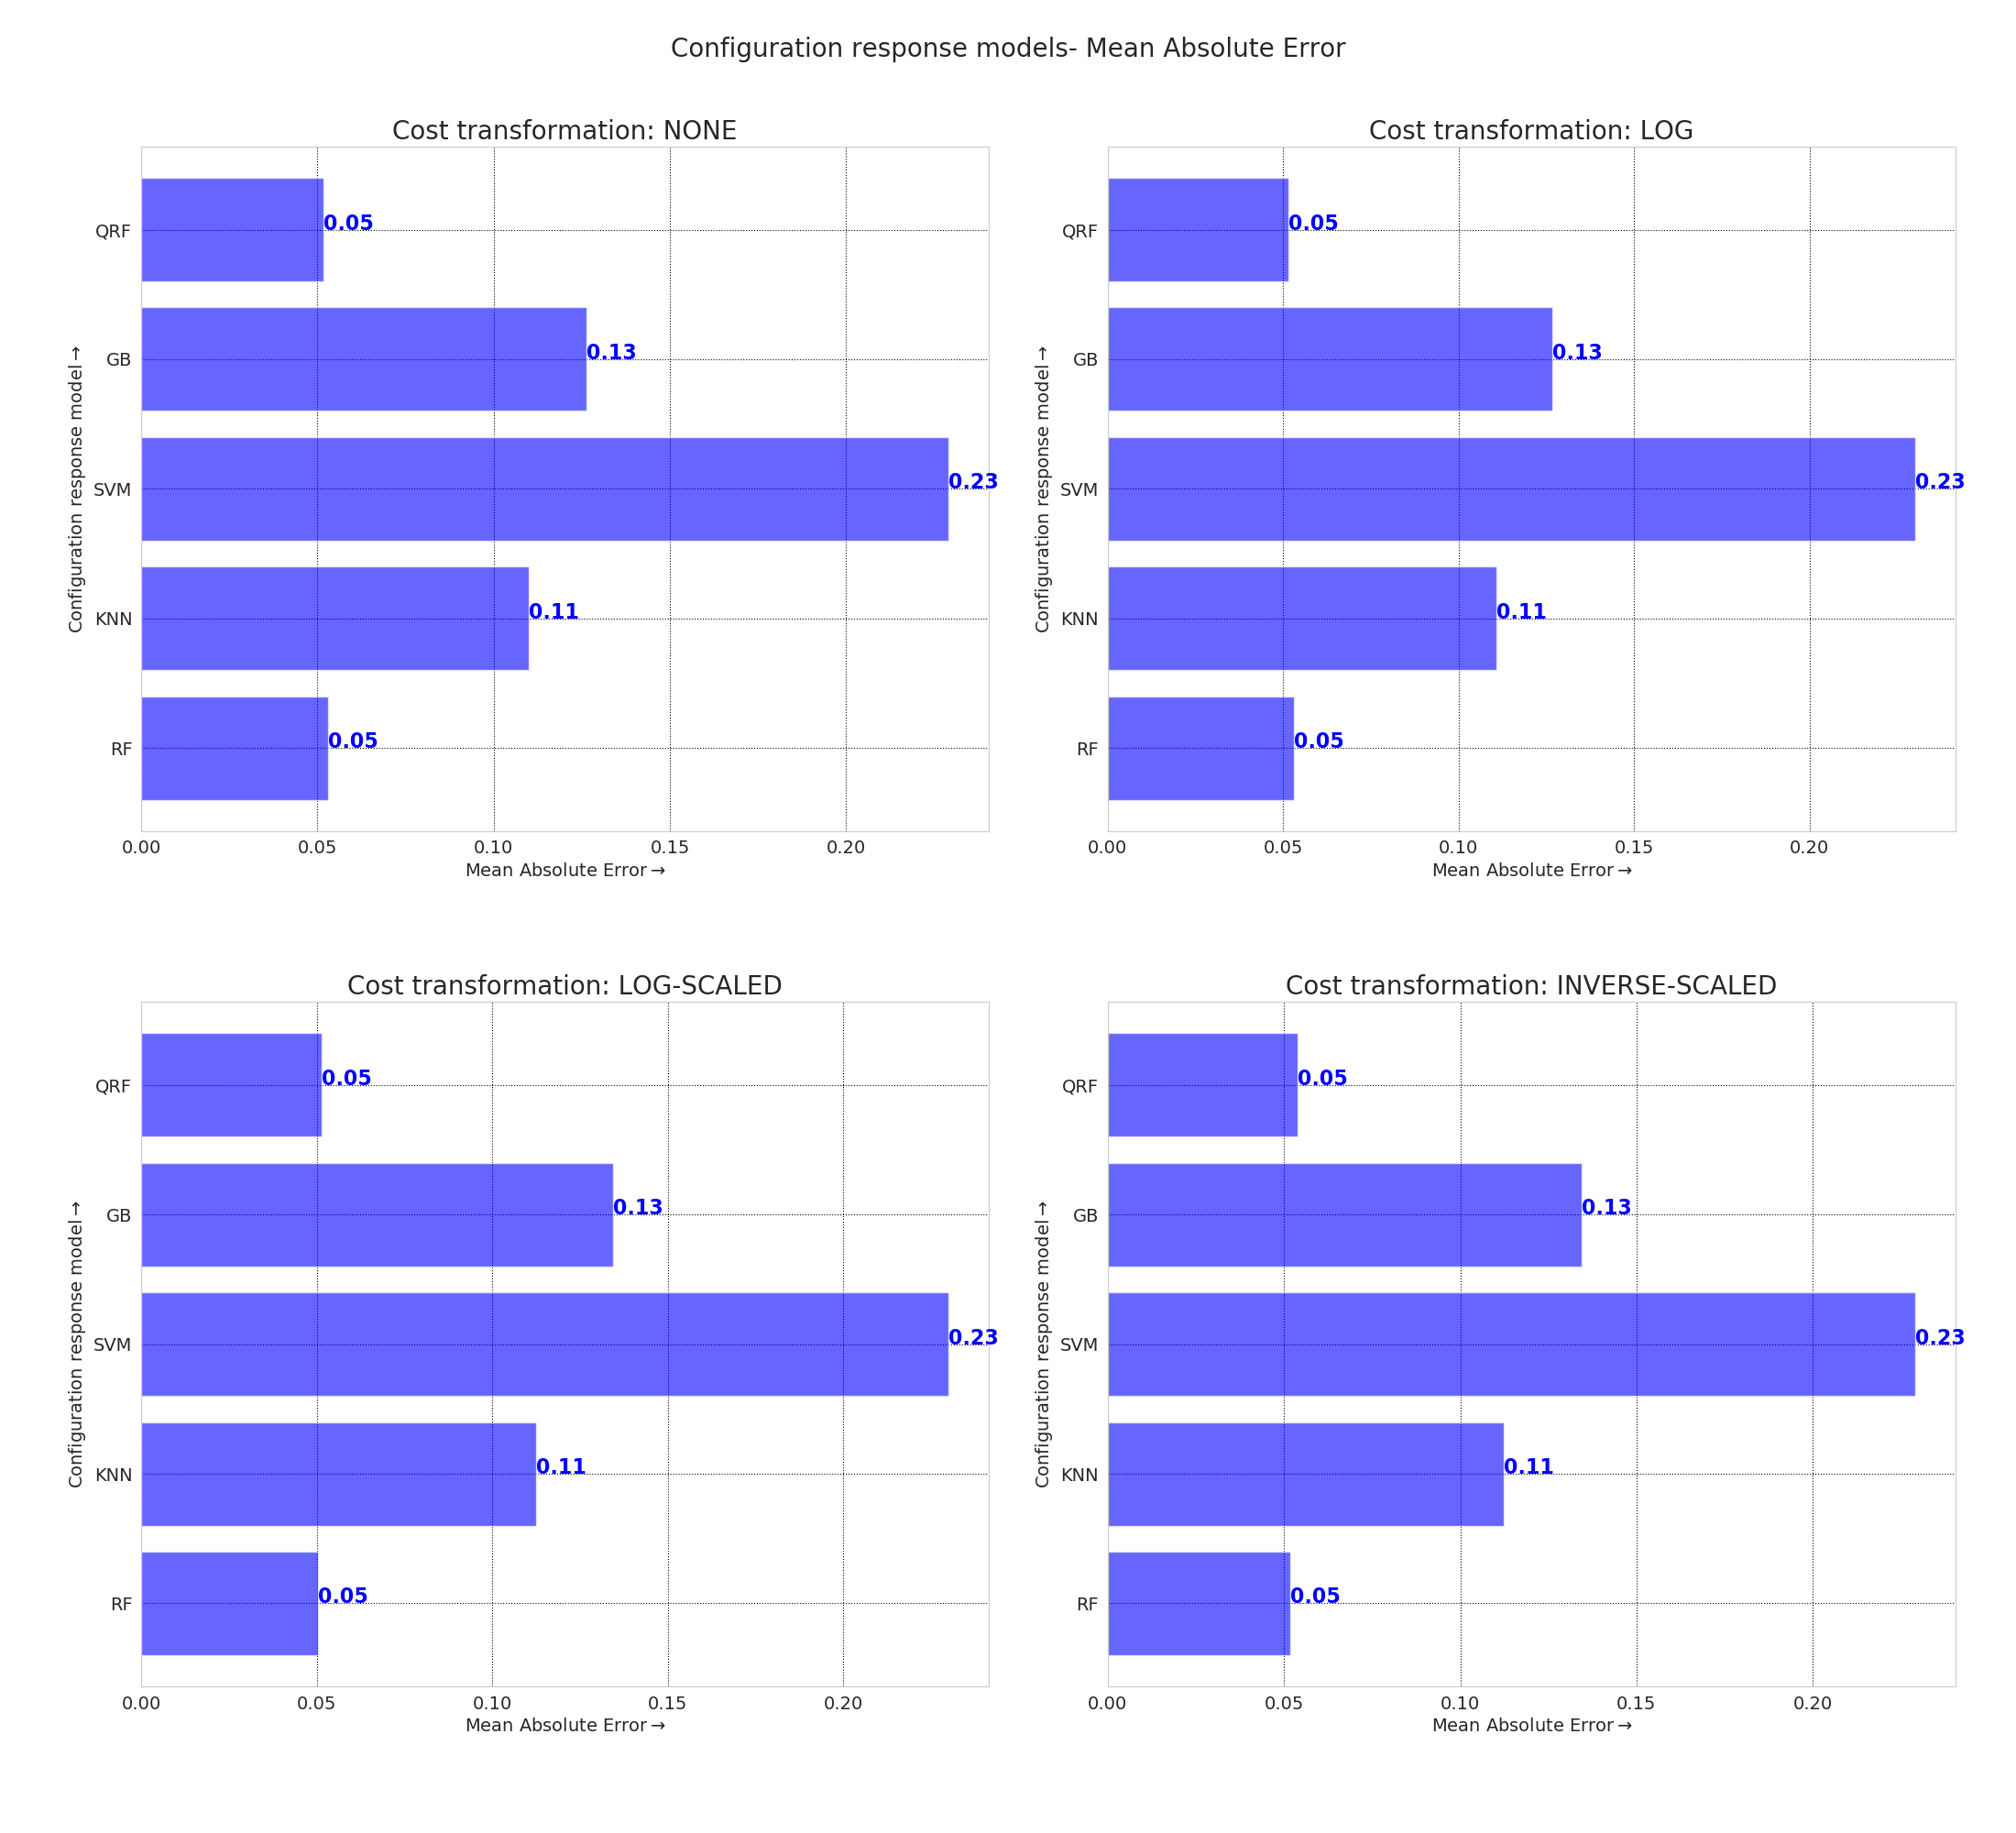 Configuration response models- Mean Absolute Error
Cost transformation: NONE
Configuration response model→
QRF
GB
SVM
KNN
RF
0.05
0.13
0.23
0.11
0.05
0.00 0.05 0.10 0.15 0.20
Mean Absolute Error→
Cost transformation: LOG
Configuration response model→
QRF
GB
SVM
KNN
RF
0.05
0.13
0.23
0.11
0.05
0.00 0.05 0.10 0.15 0.20
Mean Absolute Error→
Cost transformation: LOG-SCALED
Configuration response model→
QRF
GB
SVM
KNN
RF
0.05
0.13
0.23
0.11
0.05
0.00 0.05 0.10 0.15 0.20
Mean Absolute Error→
Cost transformation: INVERSE-SCALED
Configuration response model→
QRF
GB
SVM
KNN
RF
0.05
0.13
0.23
0.11
0.05
0.00 0.05 0.10 0.15 0.20
Mean Absolute Error→